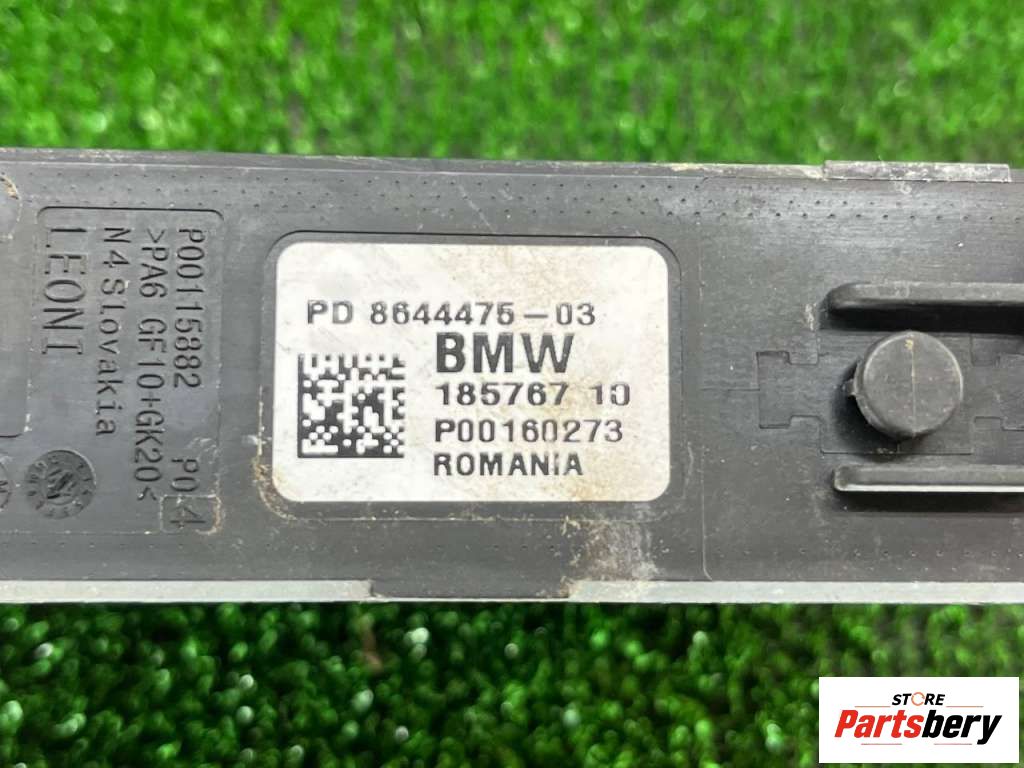 P00115882 P04
>PA6 GF10+GK20<
N4 Slovakia
LEONI
PD 8644475-03
BMW
185767 10
P00160273
ROMANIA
STORE
Partsbery